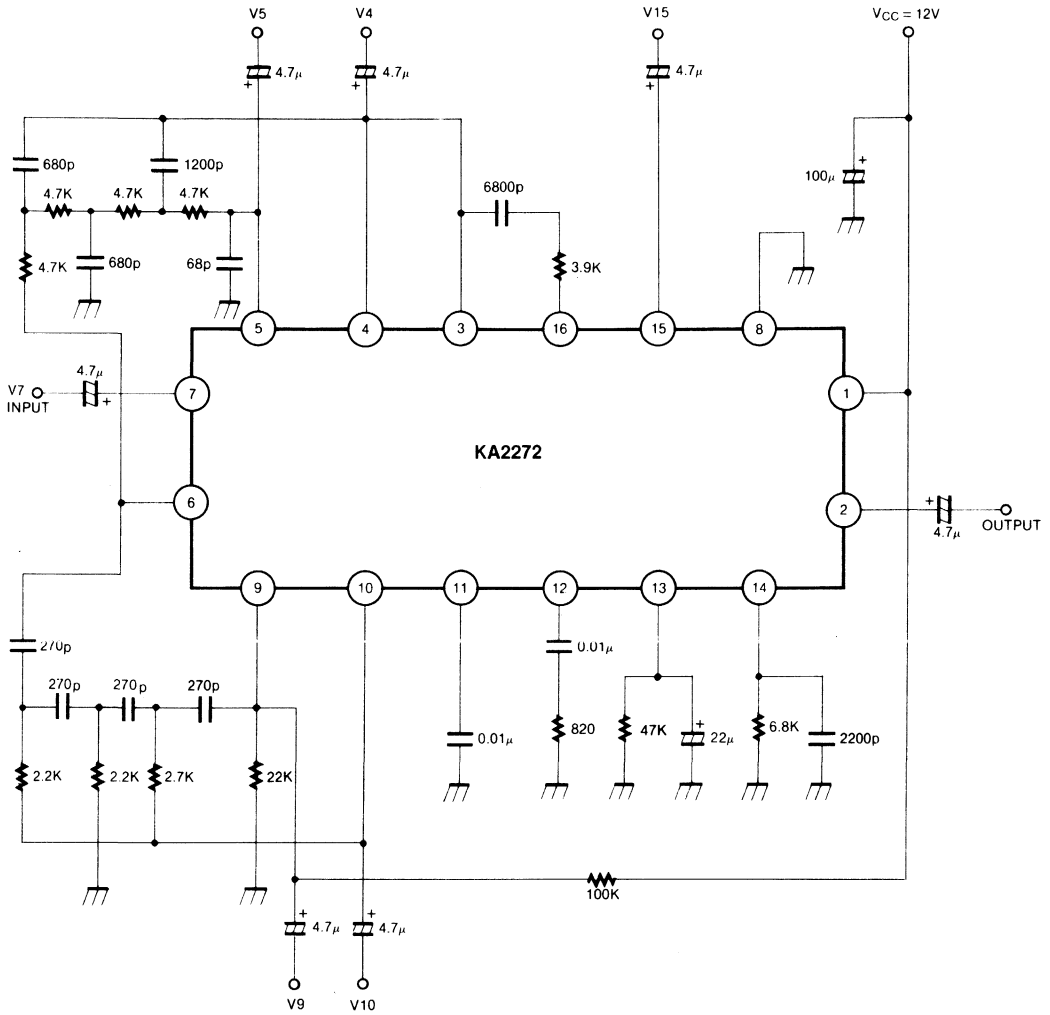 V5 V4 V15 VCC = 12V
4.7μ 4.7μ 4.7μ
+ + +
680p 1200p 6800p 100μ +
4.7K 4.7K 4.7K
4.7K 680p 68p 3.9K
5 4 3 16 15 8
4.7μ
V7
INPUT
+ 7 1
KA2272
6 2 + 4.7μ OUTPUT
9 10 11 12 13 14
270p 0.01μ
270p 270p 270p
0.01μ 820 47K + 22μ 6.8K 2200p
2.2K 2.2K 2.7K 22K
100K
+ 4.7μ + 4.7μ
V9 V10